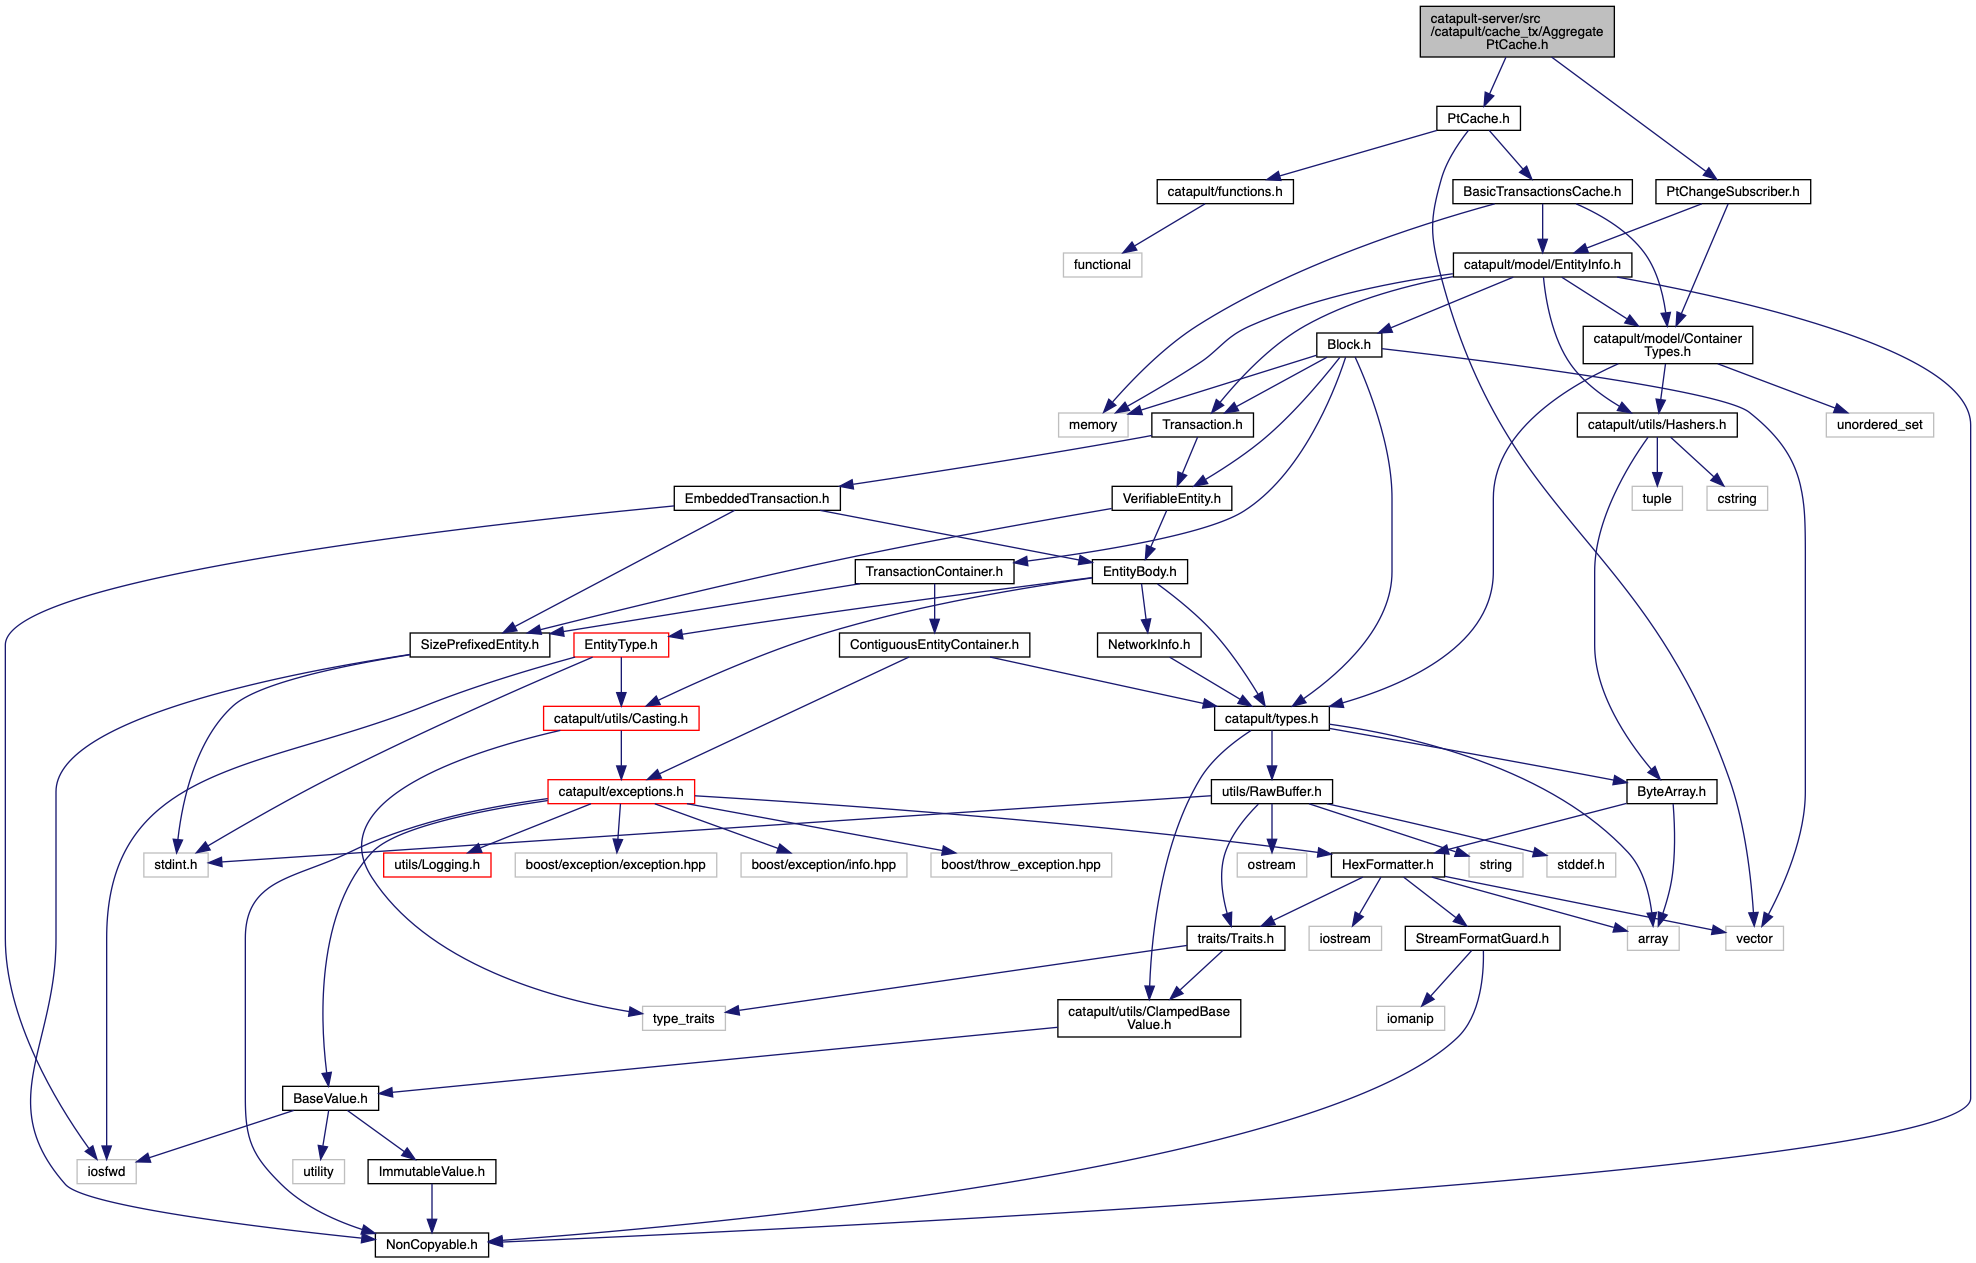 catapult-server/src
/catapult/cache_tx/Aggregate
PtCache.h
PtCache.h
catapult/functions.h
BasicTransactionsCache.h
PtChangeSubscriber.h
functional
catapult/model/EntityInfo.h
Block.h
catapult/model/Container
Types.h
memory
Transaction.h
catapult/utils/Hashers.h
unordered_set
EmbeddedTransaction.h
VerifiableEntity.h
tuple
cstring
TransactionContainer.h
EntityBody.h
SizePrefixedEntity.h
EntityType.h
ContiguousEntityContainer.h
NetworkInfo.h
catapult/utils/Casting.h
catapult/types.h
catapult/exceptions.h
utils/RawBuffer.h
ByteArray.h
stdint.h
utils/Logging.h
boost/exception/exception.hpp
boost/exception/info.hpp
boost/throw_exception.hpp
ostream
HexFormatter.h
string
stddef.h
traits/Traits.h
iostream
StreamFormatGuard.h
array
vector
type_traits
catapult/utils/ClampedBase
Value.h
iomanip
BaseValue.h
iosfwd
utility
ImmutableValue.h
NonCopyable.h